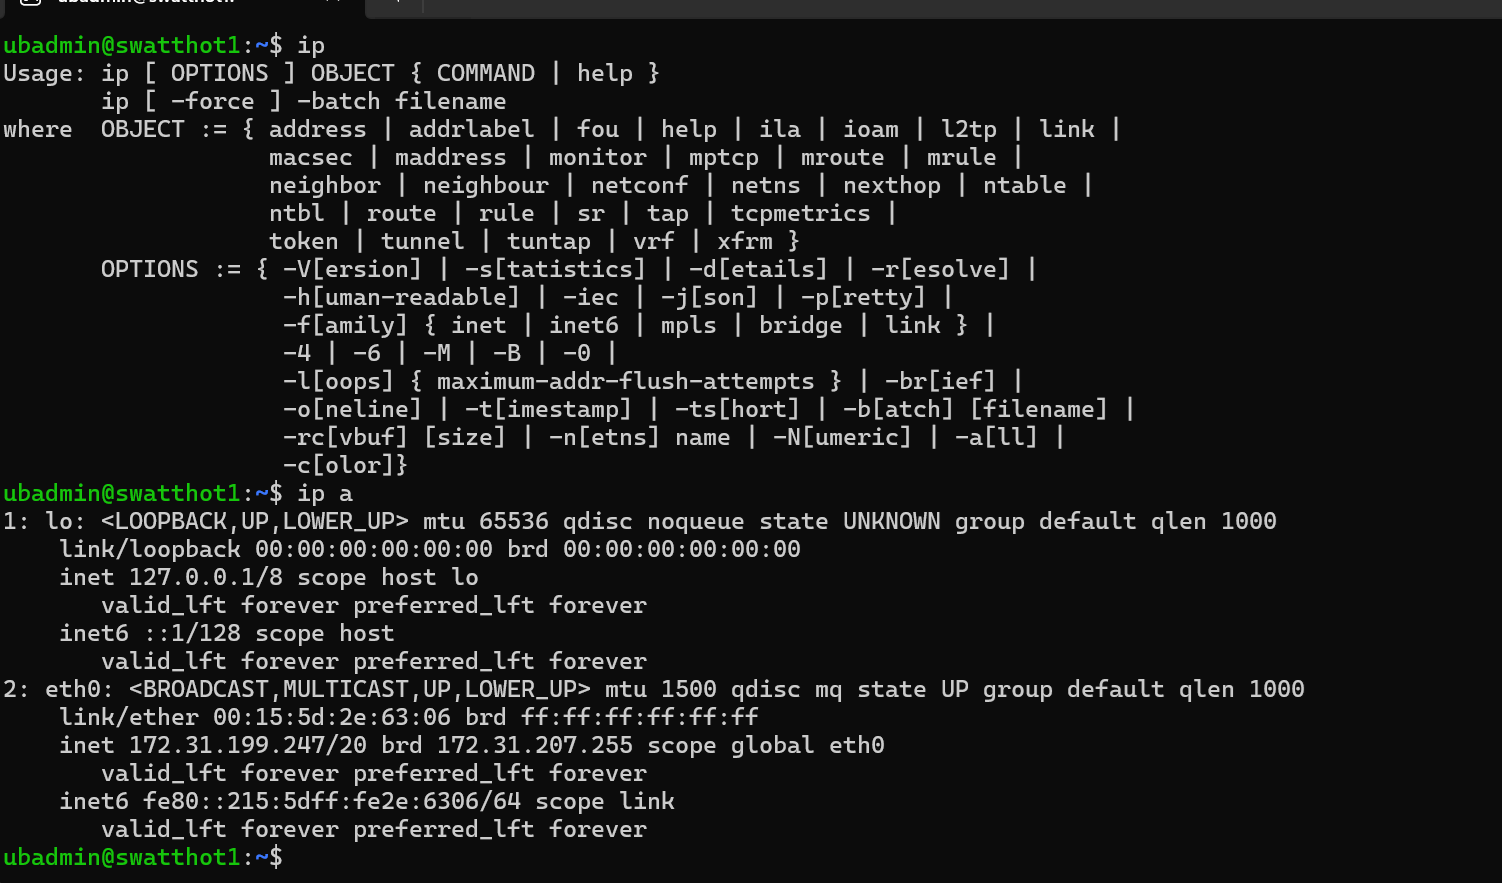 ubadmin@swatthot1:~$ ip
Usage: ip [ OPTIONS ] OBJECT { COMMAND | help }
       ip [ -force ] -batch filename
where  OBJECT := { address | addrlabel | fou | help | ila | ioam | l2tp | link |
                   macsec | maddress | monitor | mptcp | mroute | mrule |
                   neighbor | neighbour | netconf | netns | nexthop | ntable |
                   ntbl | route | rule | sr | tap | tcpmetrics |
                   token | tunnel | tuntap | vrf | xfrm }
       OPTIONS := { -V[ersion] | -s[tatistics] | -d[etails] | -r[esolve] |
                    -h[uman-readable] | -iec | -j[son] | -p[retty] |
                    -f[amily] { inet | inet6 | mpls | bridge | link } |
                    -4 | -6 | -M | -B | -0 |
                    -l[oops] { maximum-addr-flush-attempts } | -br[ief] |
                    -o[neline] | -t[imestamp] | -ts[hort] | -b[atch] [filename] |
                    -rc[vbuf] [size] | -n[etns] name | -N[umeric] | -a[ll] |
                    -c[olor]}
ubadmin@swatthot1:~$ ip a
1: lo: <LOOPBACK,UP,LOWER_UP> mtu 65536 qdisc noqueue state UNKNOWN group default qlen 1000
    link/loopback 00:00:00:00:00:00 brd 00:00:00:00:00:00
    inet 127.0.0.1/8 scope host lo
       valid_lft forever preferred_lft forever
    inet6 ::1/128 scope host
       valid_lft forever preferred_lft forever
2: eth0: <BROADCAST,MULTICAST,UP,LOWER_UP> mtu 1500 qdisc mq state UP group default qlen 1000
    link/ether 00:15:5d:2e:63:06 brd ff:ff:ff:ff:ff:ff
    inet 172.31.199.247/20 brd 172.31.207.255 scope global eth0
       valid_lft forever preferred_lft forever
    inet6 fe80::215:5dff:fe2e:6306/64 scope link
       valid_lft forever preferred_lft forever
ubadmin@swatthot1:~$